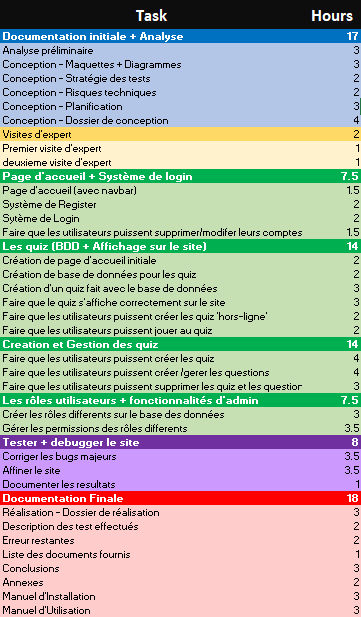 Task Hours
Documentation initiale + Analyse 17
Analyse préliminaire 3
Conception - Maquettes + Diagrammes 3
Conception - Stratégie des tests 2
Conception - Risques techniques 2
Conception - Planification 3
Conception - Dossier de conception 4
Visites d'expert 2
Premier visite d'expert 1
deuxieme visite d'expert 1
Page d'accueil + Système de login 7.5
Page d'accueil (avec navbar) 1.5
Système de Register 2
Sytème de Login 2
Faire que les utilisateurs puissent supprimer/modifer leurs comptes 1.5
Les quiz (BDD + Affichage sur le site) 14
Création de page d'accueil initiale 2
Création de base de données pour les quiz 2
Création d'un quiz fait avec le base de données 3
Faire que le quiz s'affiche correctement sur le site 3
Faire que les utilisateurs puissent créer les quiz 'hors-ligne' 2
Faire que les utilisateurs puissent jouer au quiz 2
Creation et Gestion des quiz 14
Faire que les utilisateurs puissent créer les quiz 4
Faire que les utilisateurs puissent créer /gerer les questions 4
Faire que les utilisateurs puissent supprimer les quiz et les question 3
Les rôles utilisateurs + fonctionnalités d'admin 7.5
Créer les rôles differents sur le base des données 3
Gérer les permissions des rôles differents 3.5
Tester + debugger le site 8
Corriger les bugs majeurs 3.5
Affiner le site 3.5
Documenter les resultats 1
Documentation Finale 18
Réalisation - Dossier de réalisation 3
Description des test effectués 2
Erreur restantes 2
Liste des documents fournis 1
Conclusions 3
Annexes 2
Manuel d'Installation 3
Manuel d'Utilisation 3